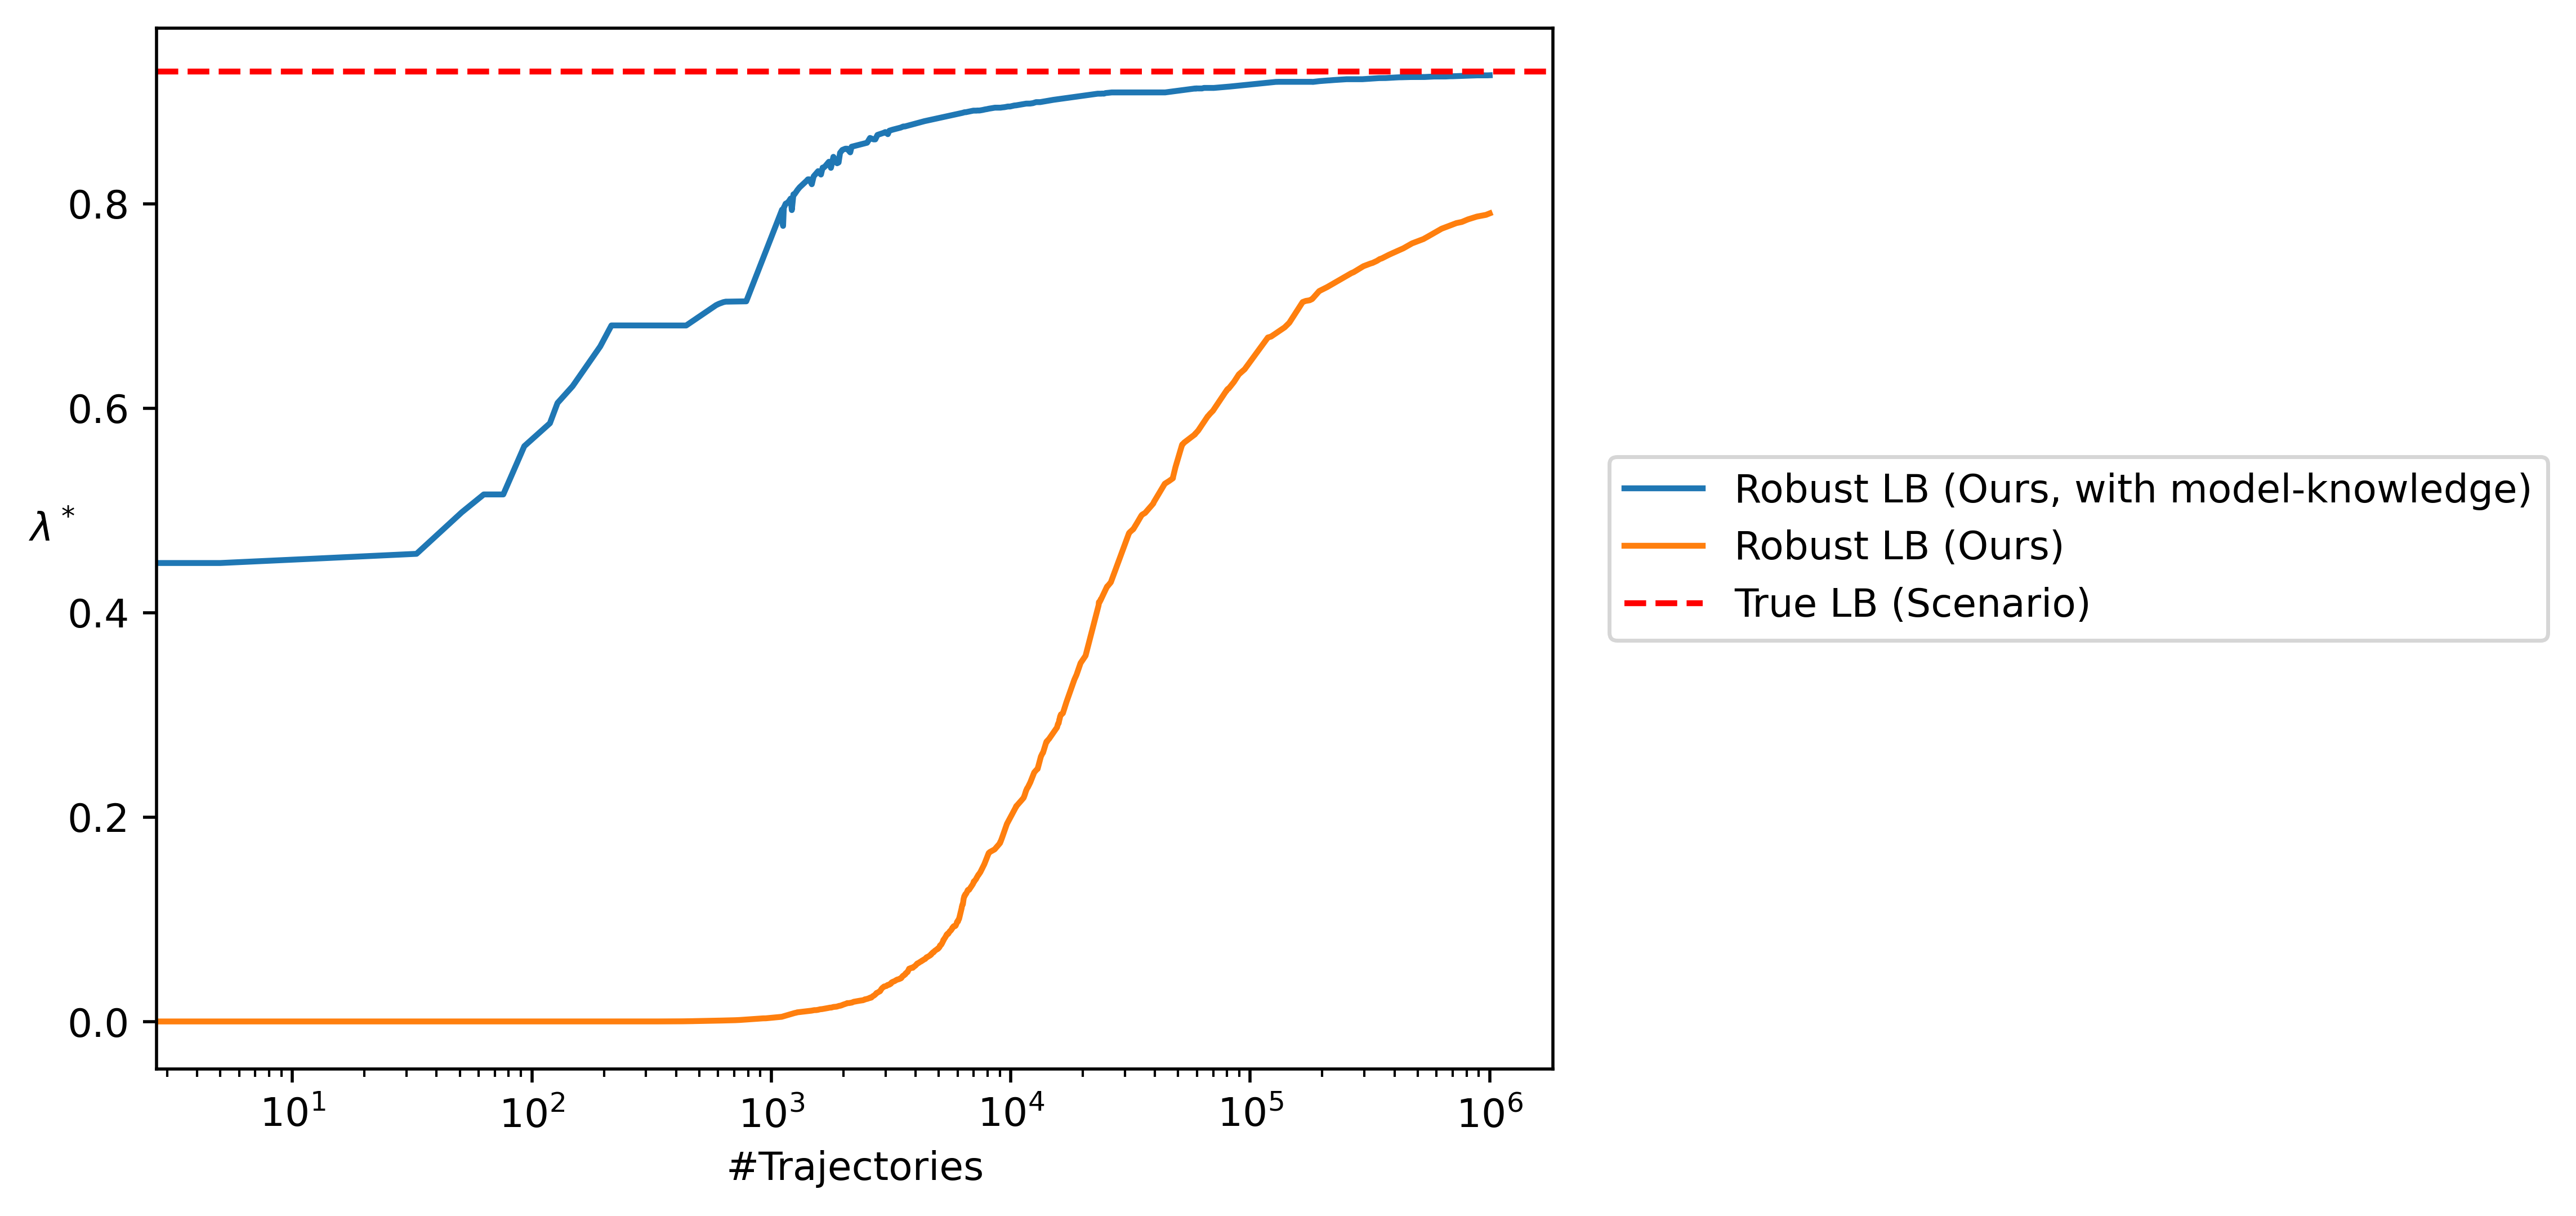 0.8
0.6
0.4
0.2
0.0
λ*
10¹ 10² 10³ 10⁴ 10⁵ 10⁶
#Trajectories
Robust LB (Ours, with model-knowledge)
Robust LB (Ours)
True LB (Scenario)